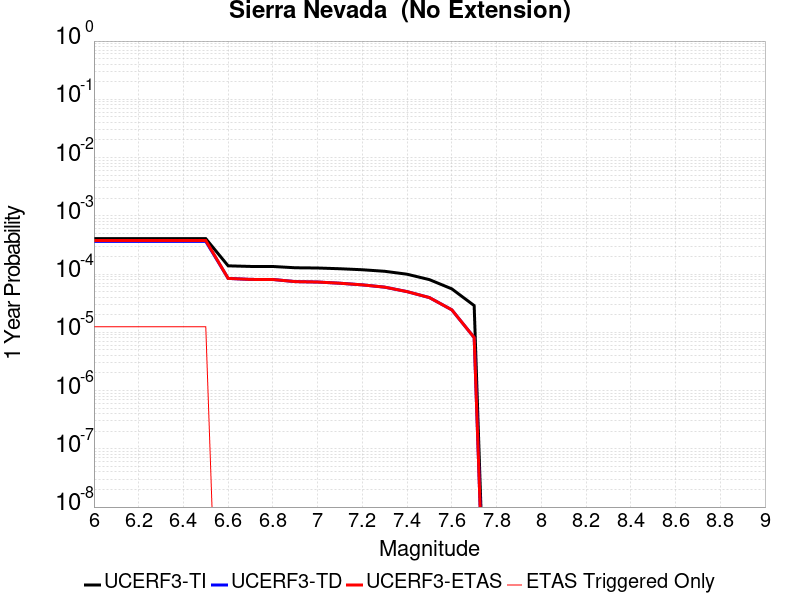 Sierra Nevada  (No Extension)
10^0
10^-1
10^-2
10^-3
10^-4
10^-5
10^-6
10^-7
10^-8
1 Year Probability
6 6.2 6.4 6.6 6.8 7 7.2 7.4 7.6 7.8 8 8.2 8.4 8.6 8.8 9
Magnitude
UCERF3-TI UCERF3-TD UCERF3-ETAS ETAS Triggered Only